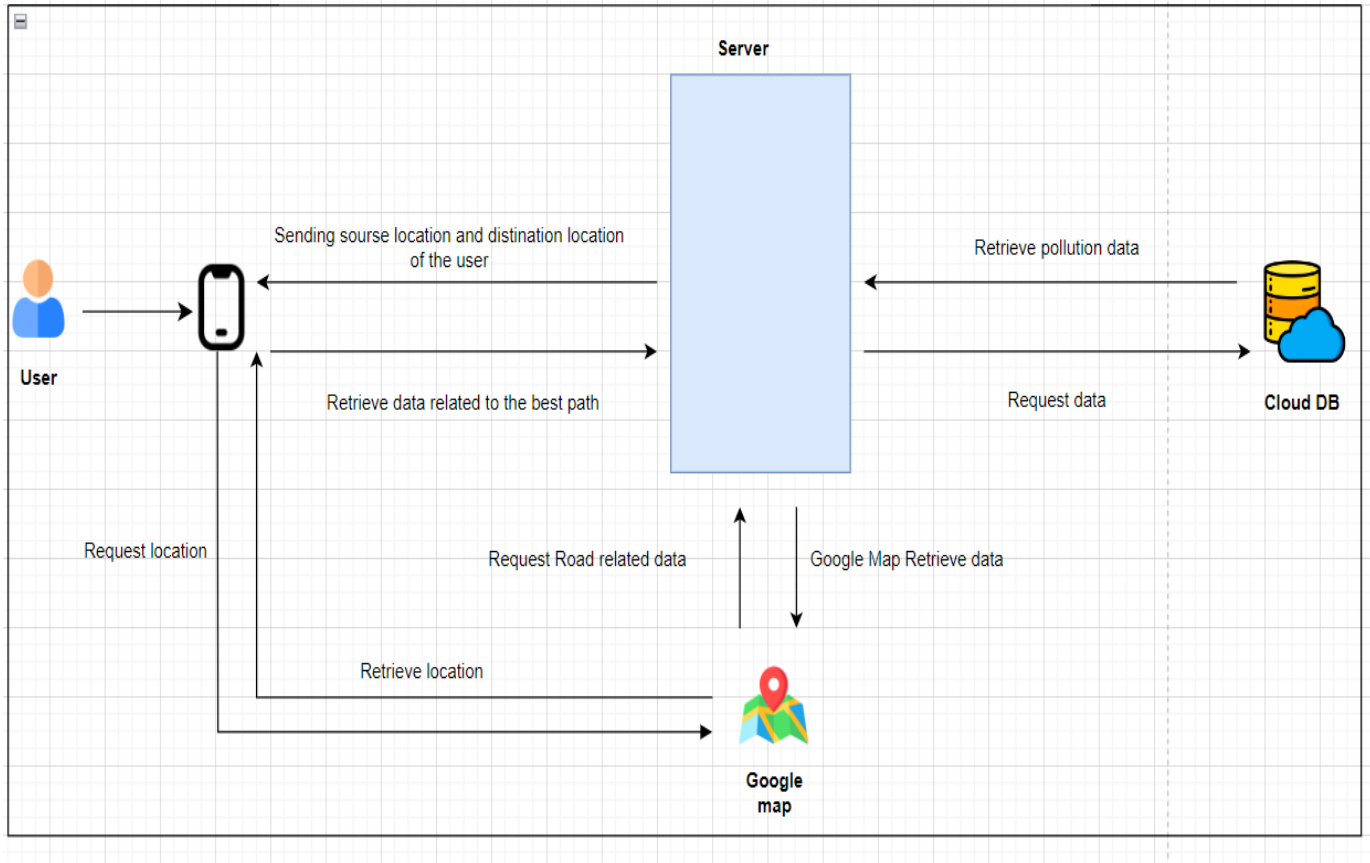 Server
Sending sourse location and distination location
of the user
Retrieve pollution data
User
Retrieve data related to the best path
Request data
Cloud DB
Request location
Request Road related data
Google Map Retrieve data
Retrieve location
Google
map